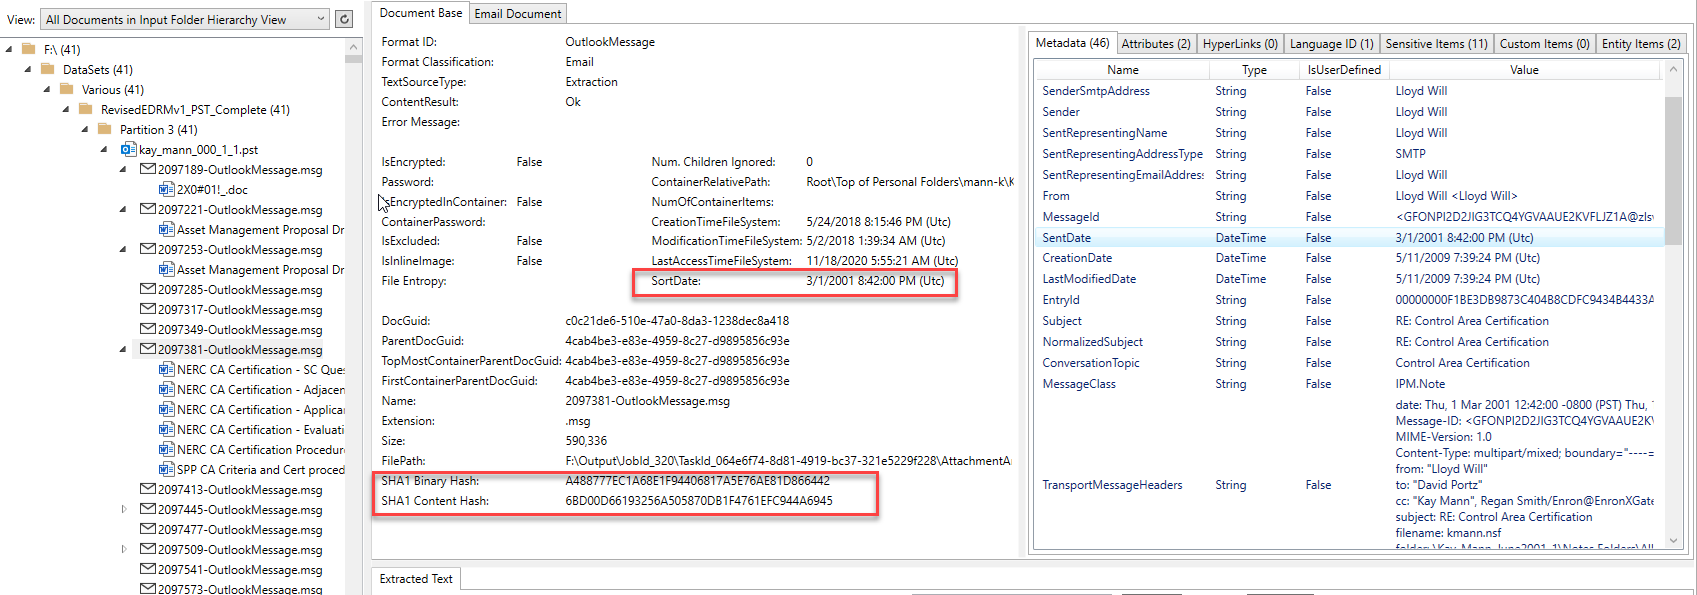 View: All Documents in Input Folder Hierarchy View
F:\ (41)
DataSets (41)
Various (41)
RevisedEDRMv1_PST_Complete (41)
Partition 3 (41)
kay_mann_000_1_1.pst
2097189-OutlookMessage.msg
2X0#01!_.doc
2097221-OutlookMessage.msg
Asset Management Proposal Dr
2097253-OutlookMessage.msg
Asset Management Proposal Dr
2097285-OutlookMessage.msg
2097317-OutlookMessage.msg
2097349-OutlookMessage.msg
2097381-OutlookMessage.msg
NERC CA Certification - SC Que
NERC CA Certification - Adjacen
NERC CA Certification - Applica
NERC CA Certification - Evaluati
NERC CA Certification Procedur
SPP CA Criteria and Cert proced
2097413-OutlookMessage.msg
2097445-OutlookMessage.msg
2097477-OutlookMessage.msg
2097509-OutlookMessage.msg
2097541-OutlookMessage.msg
2097573-OutlookMessage.msg
Document Base Email Document
Format ID: OutlookMessage
Format Classification: Email
TextSourceType: Extraction
ContentResult: Ok
Error Message:
IsEncrypted: False Num. Children Ignored: 0
Password: ContainerRelativePath: Root\Top of Personal Folders\mann-k\K
IsEncryptedInContainer: False NumOfContainerItems:
ContainerPassword: CreationTimeFileSystem: 5/24/2018 8:15:46 PM (Utc)
IsExcluded: False ModificationTimeFileSystem: 5/2/2018 1:39:34 AM (Utc)
IsInlineImage: False LastAccessTimeFileSystem: 11/18/2020 5:55:21 AM (Utc)
File Entropy: SortDate: 3/1/2001 8:42:00 PM (Utc)
DocGuid: c0c21de6-510e-47a0-8da3-1238dec8a418
ParentDocGuid: 4cab4be3-e83e-4959-8c27-d9895856c93e
TopMostContainerParentDocGuid: 4cab4be3-e83e-4959-8c27-d9895856c93e
FirstContainerParentDocGuid: 4cab4be3-e83e-4959-8c27-d9895856c93e
Name: 2097381-OutlookMessage.msg
Extension: .msg
Size: 590,336
FilePath: F:\Output\JobId_320\TaskId_064e6f74-8d81-4919-bc37-321e5229f228\AttachmentAr
SHA1 Binary Hash: A488777EC1A68E1F94406817A5E76AE81D866442
SHA1 Content Hash: 6BD00D66193256A505870DB1F4761EFC944A6945
Extracted Text
Metadata (46) Attributes (2) HyperLinks (0) Language ID (1) Sensitive Items (11) Custom Items (0) Entity Items (2)
Name Type IsUserDefined Value
SenderSmtpAddress String False Lloyd Will
Sender String False Lloyd Will
SentRepresentingName String False Lloyd Will
SentRepresentingAddressType String False SMTP
SentRepresentingEmailAddress String False Lloyd Will
From String False Lloyd Will <Lloyd Will>
MessageId String False <GFONPI2D2JIG3TCQ4YGVAAUE2KVFLJZ1A@zlsv
SentDate DateTime False 3/1/2001 8:42:00 PM (Utc)
CreationDate DateTime False 5/11/2009 7:39:24 PM (Utc)
LastModifiedDate DateTime False 5/11/2009 7:39:24 PM (Utc)
EntryId String False 00000000F1BE3DB9873C404B8CDFC9434B4433A
Subject String False RE: Control Area Certification
NormalizedSubject String False RE: Control Area Certification
ConversationTopic String False Control Area Certification
MessageClass String False IPM.Note
date: Thu, 1 Mar 2001 12:42:00 -0800 (PST) Thu,
Message-ID: <GFONPI2D2JIG3TCQ4YGVAAUE2KV
MIME-Version: 1.0
Content-Type: multipart/mixed; boundary="----=
from: "Lloyd Will"
to: "David Portz"
TransportMessageHeaders String False
cc: "Kay Mann", Regan Smith/Enron@EnronXGate
subject: RE: Control Area Certification
filename: kmann.nsf
folder: \Kay_Mann_June2001_1\Notes Folders\All